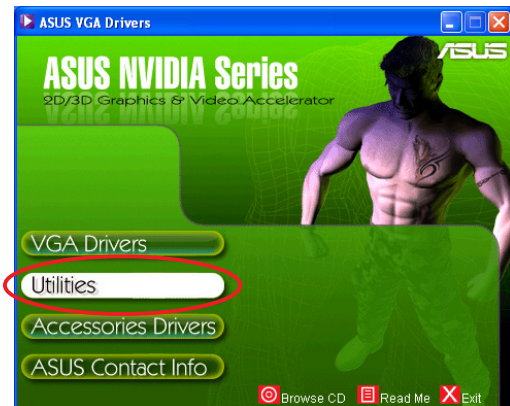 ASUS VGA Drivers
ASUS
ASUS NVIDIA Series
2D/3D Graphics & Video Accelerator
VGA Drivers
Utilities
Accessories Drivers
ASUS Contact Info
Browse CD Read Me X Exit